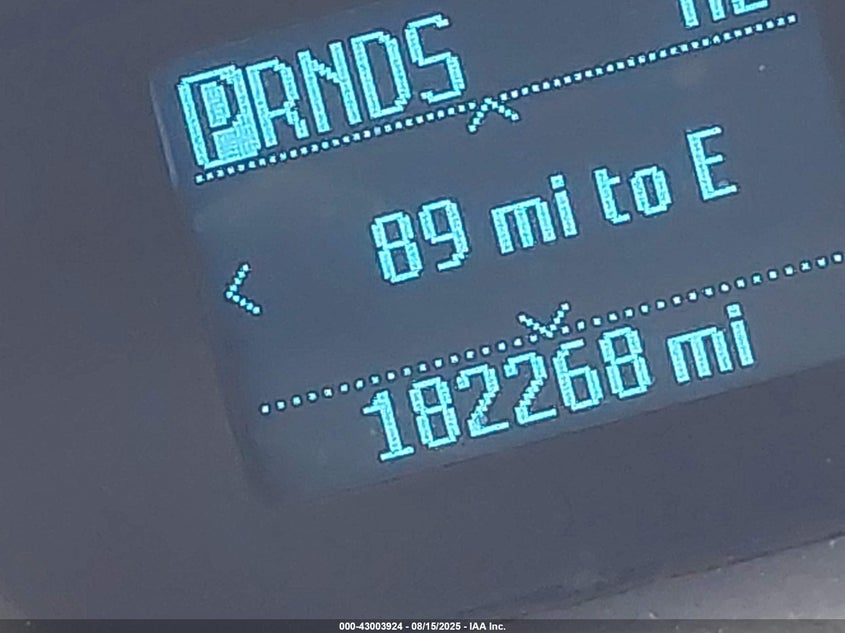 PRNDS
89 mi to E
182268 mi
000-43003924 - 08/15/2025 - IAA Inc.